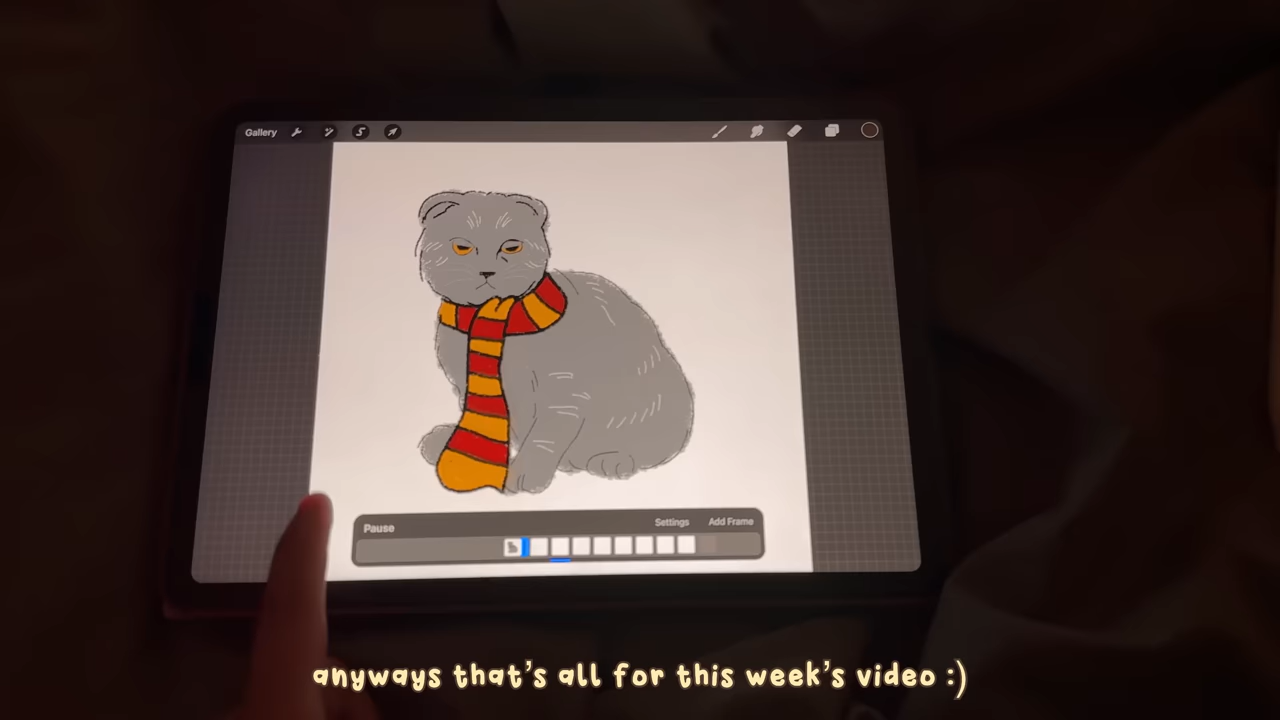 Gallery
Pause
Settings
Add Frame
anyways that's all for this week's video :)